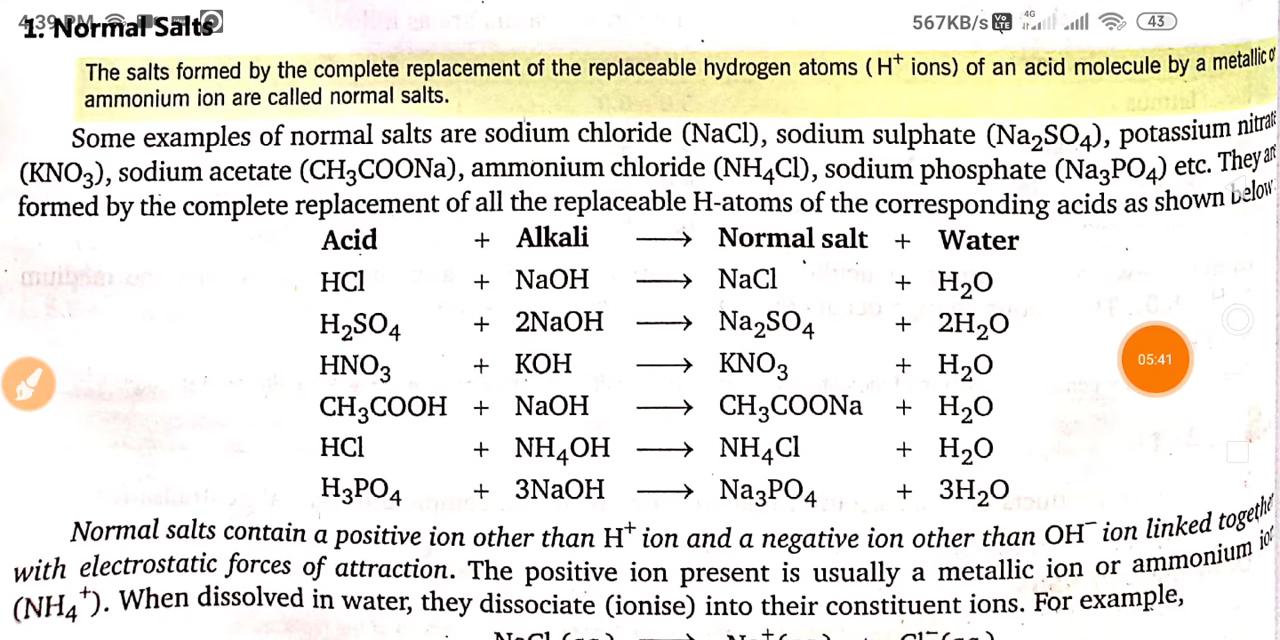 4:39 PM
567KB/s Vo LTE 4G 43
1. Normal Salts
The salts formed by the complete replacement of the replaceable hydrogen atoms (H⁺ ions) of an acid molecule by a metallic or
ammonium ion are called normal salts.
Some examples of normal salts are sodium chloride (NaCl), sodium sulphate (Na₂SO₄), potassium nitrate
(KNO₃), sodium acetate (CH₃COONa), ammonium chloride (NH₄Cl), sodium phosphate (Na₃PO₄) etc. They are
formed by the complete replacement of all the replaceable H-atoms of the corresponding acids as shown below
Acid + Alkali ⟶ Normal salt + Water
HCl + NaOH ⟶ NaCl + H₂O
H₂SO₄ + 2NaOH ⟶ Na₂SO₄ + 2H₂O
HNO₃ + KOH ⟶ KNO₃ + H₂O
05:41
CH₃COOH + NaOH ⟶ CH₃COONa + H₂O
HCl + NH₄OH ⟶ NH₄Cl + H₂O
H₃PO₄ + 3NaOH ⟶ Na₃PO₄ + 3H₂O
Normal salts contain a positive ion other than H⁺ ion and a negative ion other than OH⁻ ion linked together
with electrostatic forces of attraction. The positive ion present is usually a metallic ion or ammonium ion
(NH₄⁺). When dissolved in water, they dissociate (ionise) into their constituent ions. For example,